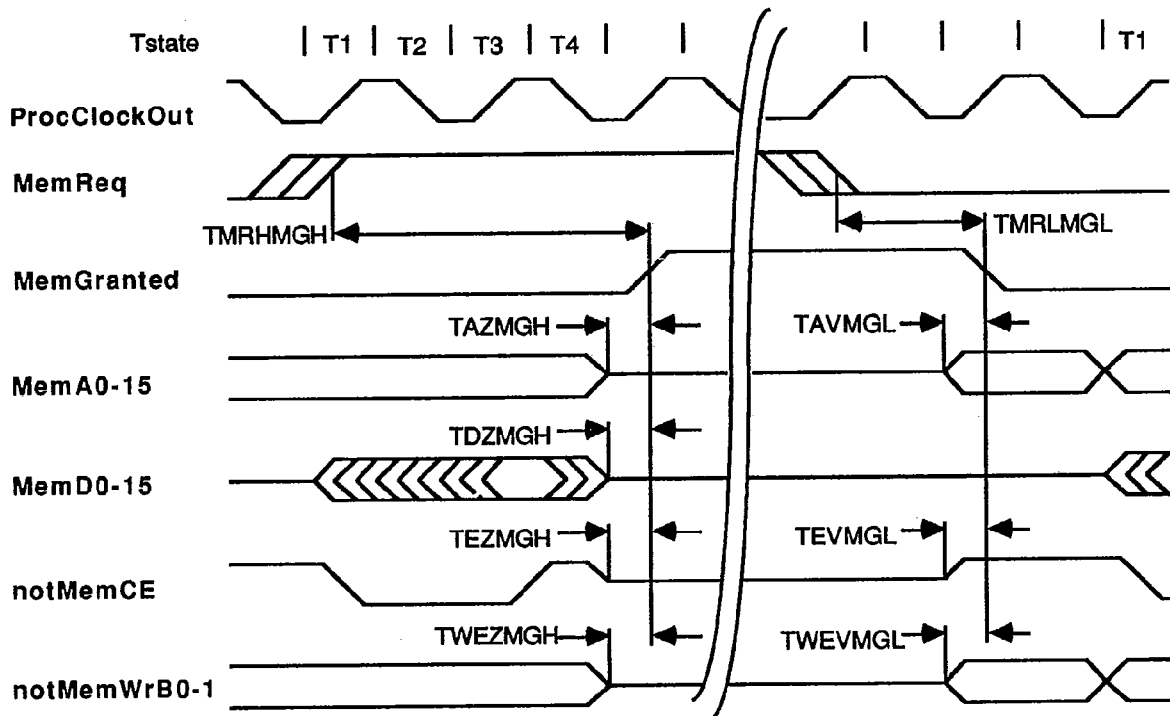 Tstate | T1 | T2 | T3 | T4 | | | | | | T1
ProcClockOut
MemReq
TMRHMGH TMRLMGL
MemGranted
TAZMGH TAVMGL
MemA0-15
TDZMGH
MemD0-15
TEZMGH TEVMGL
notMemCE
TWEZMGH TWEVMGL
notMemWrB0-1